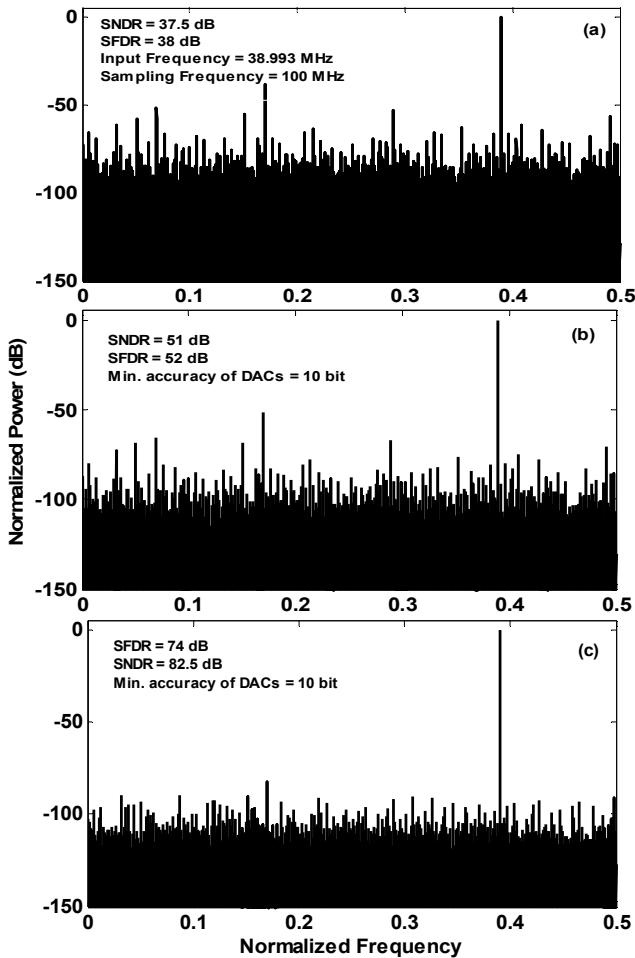 SNDR = 37.5 dB
(a)
SFDR = 38 dB
Input Frequency = 38.993 MHz
Sampling Frequency = 100 MHz
0
-50
-100
-150
0 0.1 0.2 0.3 0.4 0.5
SNDR = 51 dB
(b)
SFDR = 52 dB
Min. accuracy of DACs = 10 bit
0
-50
-100
-150
0 0.1 0.2 0.3 0.4 0.5
Normalized Power (dB)
SFDR = 74 dB
(c)
SNDR = 82.5 dB
Min. accuracy of DACs = 10 bit
0
-50
-100
-150
0 0.1 0.2 0.3 0.4 0.5
Normalized Frequency